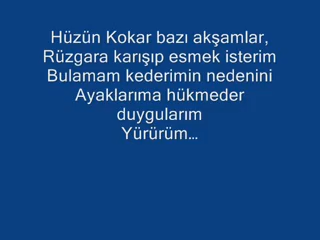 Hüzün Kokar bazı akşamlar,
Rüzgara karışıp esmek isterim
Bulamam kederimin nedenini
Ayaklarıma hükmeder
duygularım
Yürürüm...